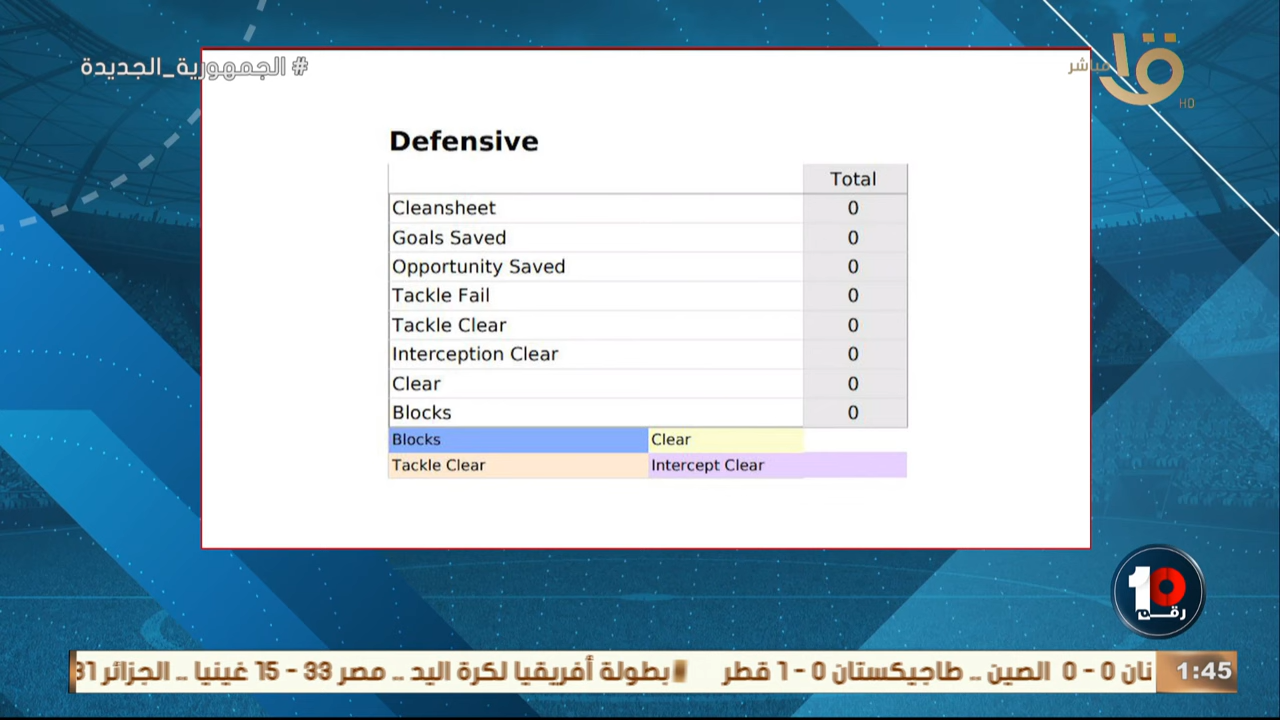 # الجمهورية_الجديدة
مباشر
HD
Defensive
Total
Cleansheet 0
Goals Saved 0
Opportunity Saved 0
Tackle Fail 0
Tackle Clear 0
Interception Clear 0
Clear 0
Blocks 0
Blocks Clear
Tackle Clear Intercept Clear
10
رقم
1:45
نان 0 - 0 الصين .. طاجيكستان 0 - 1 قطر بطولة أفريقيا لكرة اليد .. مصر 33 - 15 غينيا .. الجزائر 31